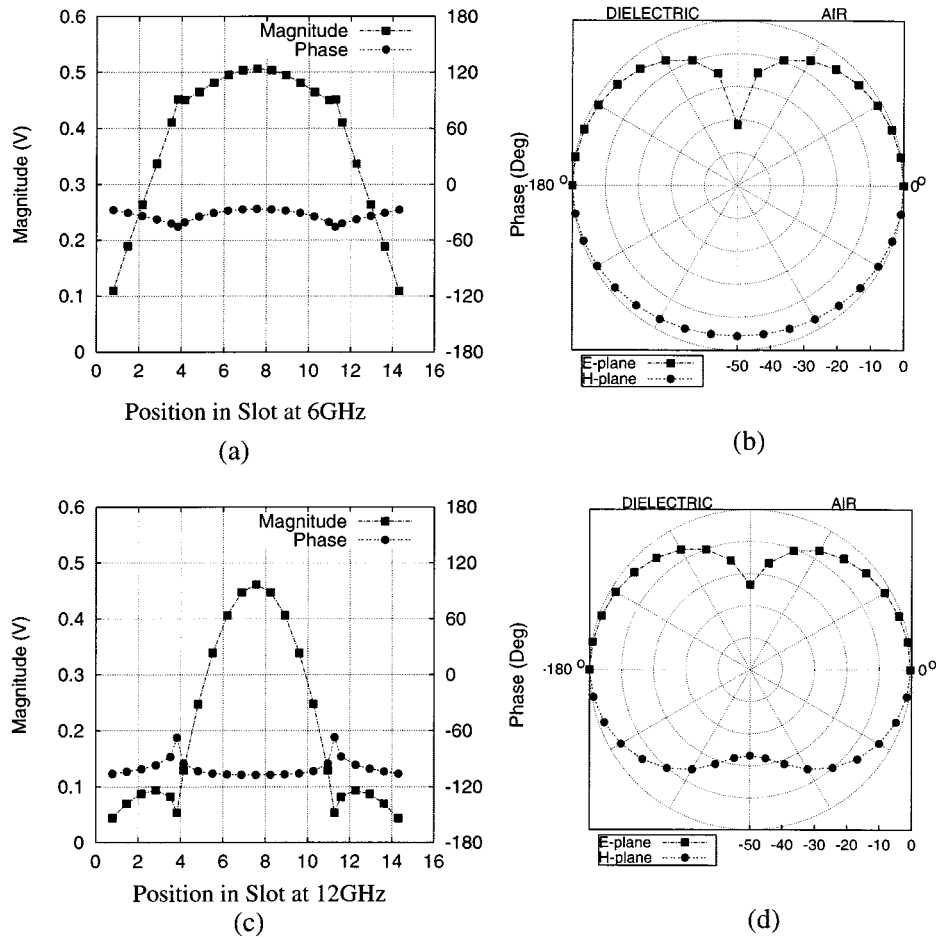 0.6
0.5
0.4
0.3
0.2
0.1
0
Magnitude (V)
180
120
60
0
-60
-120
-180
Phase (Deg)
Magnitude
Phase
0 2 4 6 8 10 12 14 16
Position in Slot at 6GHz
(a)
DIELECTRIC AIR
-180 o
0o
E-plane
H-plane
-50 -40 -30 -20 -10 0
(b)
0.6
0.5
0.4
0.3
0.2
0.1
0
Magnitude (V)
180
120
60
0
-60
-120
-180
Phase (Deg)
Magnitude
Phase
0 2 4 6 8 10 12 14 16
Position in Slot at 12GHz
(c)
DIELECTRIC AIR
-180 o
0o
E-plane
H-plane
-50 -40 -30 -20 -10 0
(d)